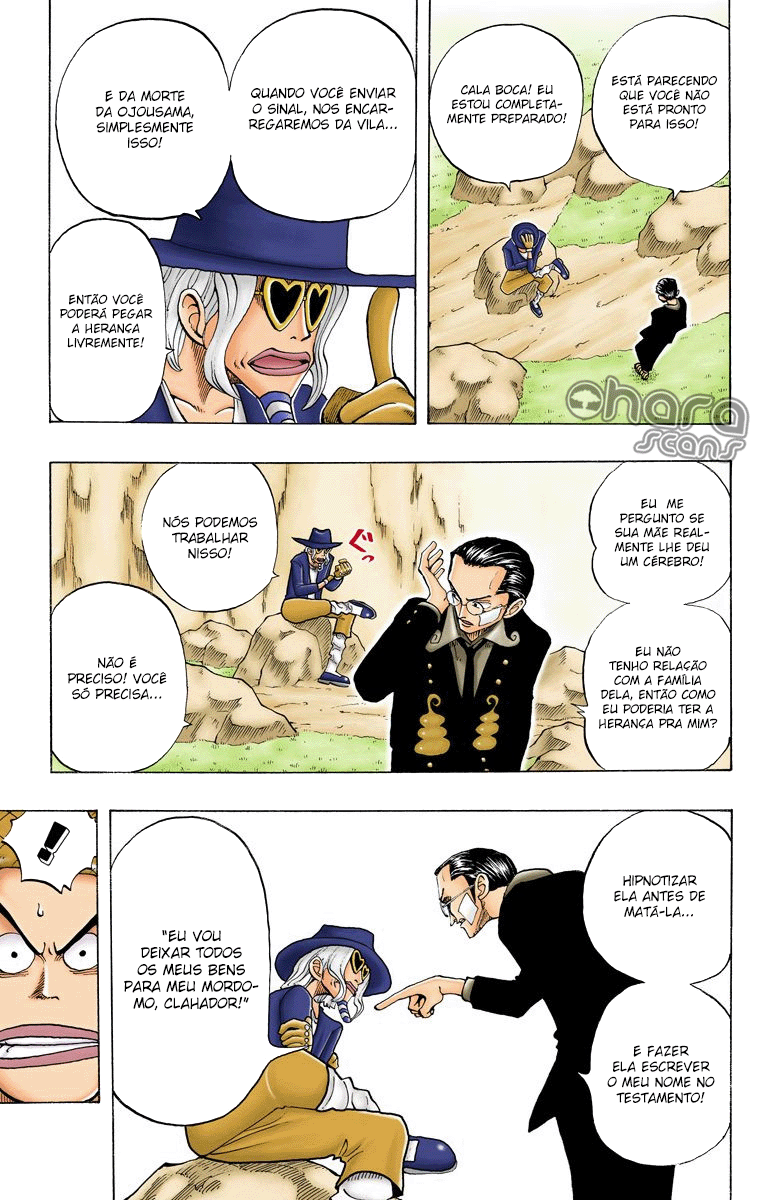 ESTÁ PARECENDO
QUE VOCÊ NÃO
ESTÁ PRONTO
PARA ISSO!
CALA BOCA! EU
ESTOU COMPLETA-
MENTE PREPARADO!
QUANDO VOCÊ ENVIAR
O SINAL, NOS ENCAR-
REGAREMOS DA VILA...
E DA MORTE
DA OJOUSAMA,
SIMPLESMENTE
ISSO!
ENTÃO VOCÊ
PODERÁ PEGAR
A HERANÇA
LIVREMENTE!
Ohara
scans
EU ME
PERGUNTO SE
SUA MÃE REAL-
MENTE LHE DEU
UM CÉREBRO!
EU NÃO
TENHO RELAÇÃO
COM A FAMÍLIA
DELA, ENTÃO COMO
EU PODERIA TER A
HERANÇA PRA MIM?
ぐっ
NÓS PODEMOS
TRABALHAR
NISSO!
NÃO É
PRECISO! VOCÊ
SÓ PRECISA...
HIPNOTIZAR
ELA ANTES DE
MATÁ-LA...
E FAZER
ELA ESCREVER
O MEU NOME NO
TESTAMENTO!
"EU VOU
DEIXAR TODOS
OS MEUS BENS
PARA MEU MORDO-
MO, CLAHADOR!"
!